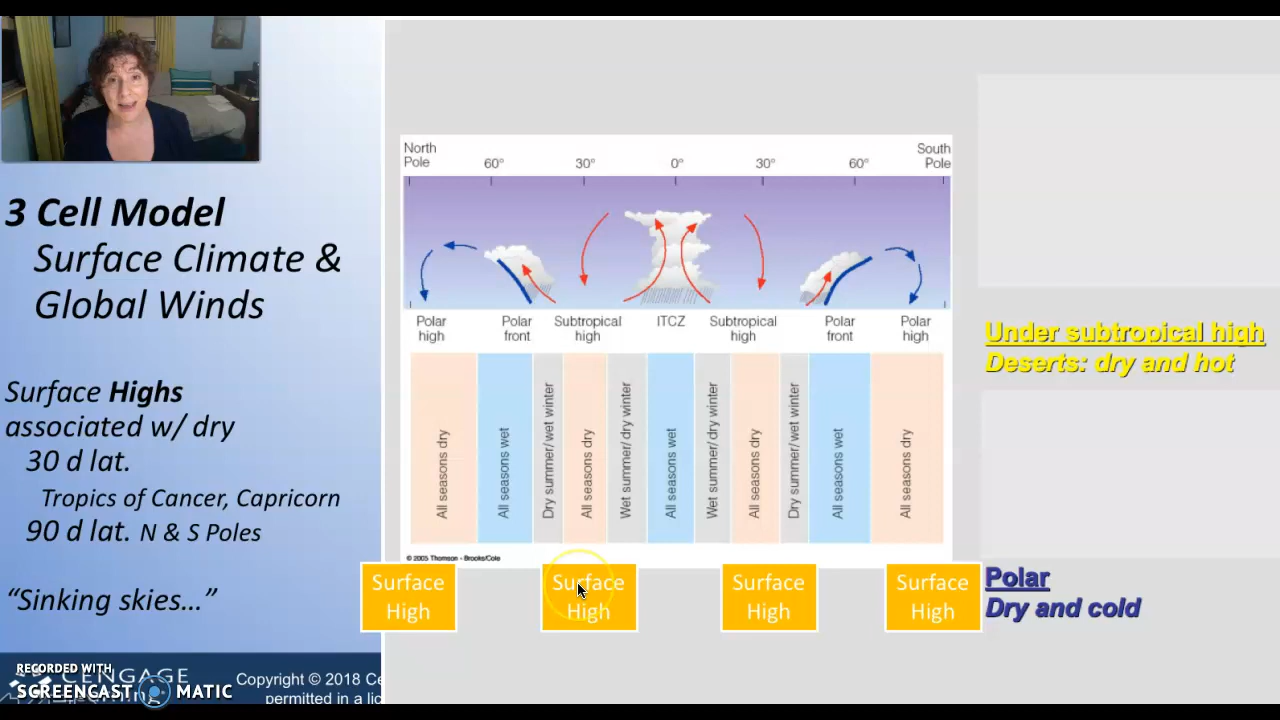 3 Cell Model
Surface Climate &
Global Winds
Surface Highs
associated w/ dry
30 d lat.
Tropics of Cancer, Capricorn
90 d lat. N & S Poles
“Sinking skies…”
North
Pole
60°
30°
0°
30°
60°
South
Pole
Polar
high
Polar
front
Subtropical
high
ITCZ
Subtropical
high
Polar
front
Polar
high
All seasons dry
All seasons wet
Dry summer/wet winter
All seasons dry
Wet summer/dry winter
All seasons wet
Wet summer/dry winter
All seasons dry
Dry summer/wet winter
All seasons wet
All seasons dry
© 2005 Thomson - Brooks/Cole
Surface
High
Surface
High
Surface
High
Surface
High
Under subtropical high
Deserts: dry and hot
Polar
Dry and cold
RECORDED WITH
SCREENCAST MATIC
CENGAGE
Copyright © 2018 Ce
permitted in a lic